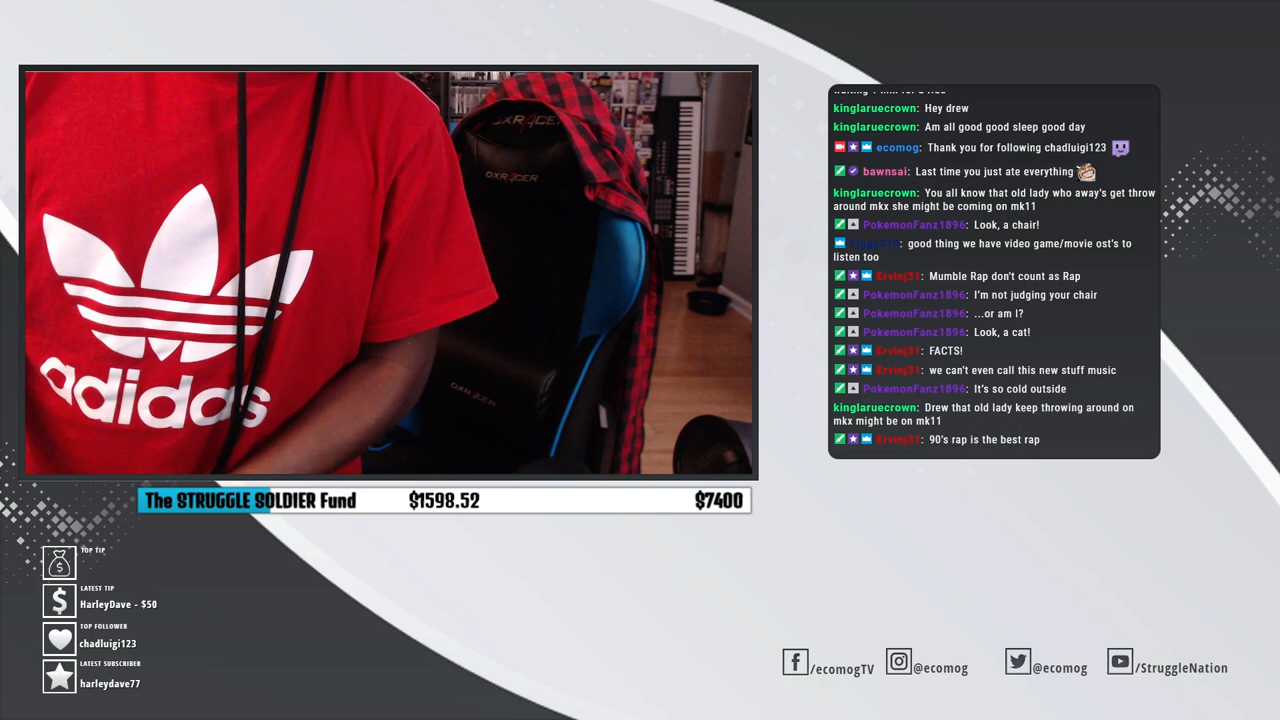 adidas
DXRACER
DXRACER
DXRACER
kinglaruecrown: Hey drew
kinglaruecrown: Am all good good sleep good day
ecomog: Thank you for following chadluigi123
bawnsai: Last time you just ate everything
kinglaruecrown: You all know that old lady who away's get throw
around mkx she might be coming on mk11
PokemonFanz1896: Look, a chair!
: good thing we have video game/movie ost's to
listen too
Ervinj31: Mumble Rap don't count as Rap
PokemonFanz1896: I'm not judging your chair
PokemonFanz1896: ...or am I?
PokemonFanz1896: Look, a cat!
Ervinj31: FACTS!
Ervinj31: we can't even call this new stuff music
PokemonFanz1896: It's so cold outside
kinglaruecrown: Drew that old lady keep throwing around on
mkx might be on mk11
Ervinj31: 90's rap is the best rap
The STRUGGLE SOLDIER Fund $1598.52 $7400
TOP TIP
LATEST TIP
HarleyDave - $50
TOP FOLLOWER
chadluigi123
LATEST SUBSCRIBER
harleydave77
/ecomogTV @ecomog @ecomog /StruggleNation